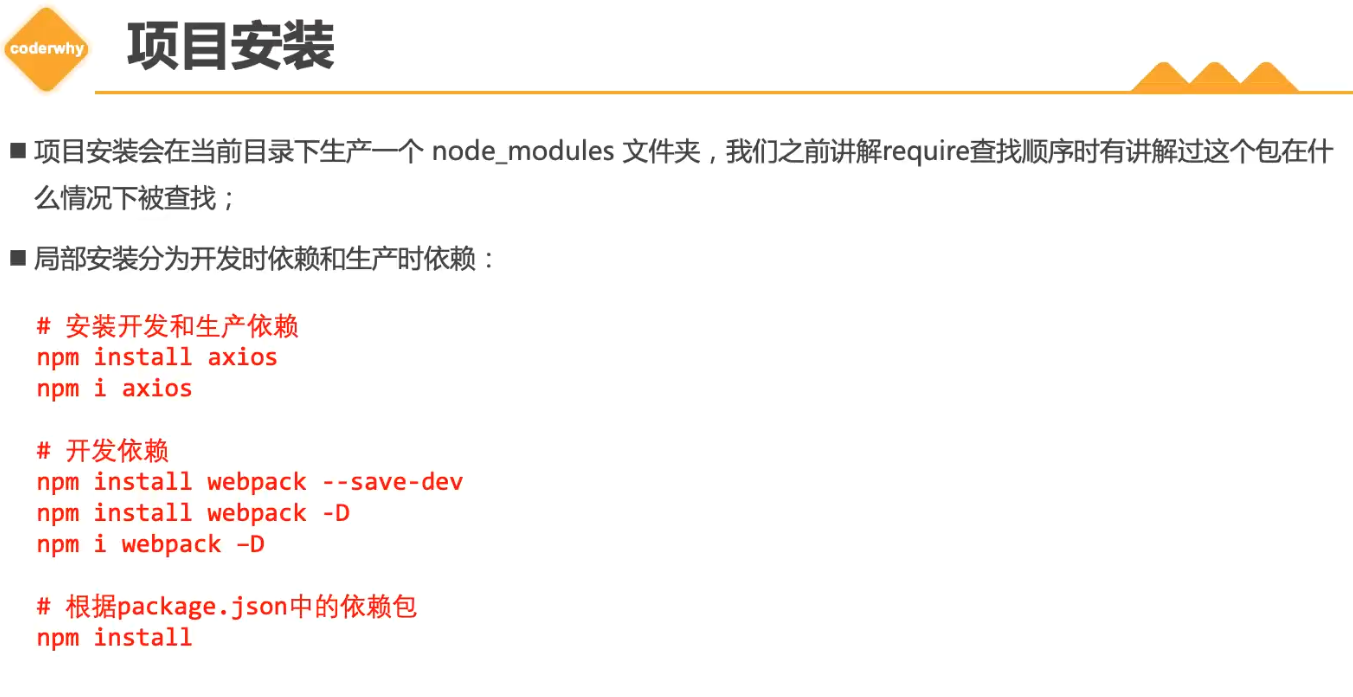 coderwhy
项目安装
■ 项目安装会在当前目录下生产一个 node_modules 文件夹，我们之前讲解require查找顺序时有讲解过这个包在什
么情况下被查找；
■ 局部安装分为开发时依赖和生产时依赖：
# 安装开发和生产依赖
npm install axios
npm i axios
# 开发依赖
npm install webpack --save-dev
npm install webpack -D
npm i webpack –D
# 根据package.json中的依赖包
npm install